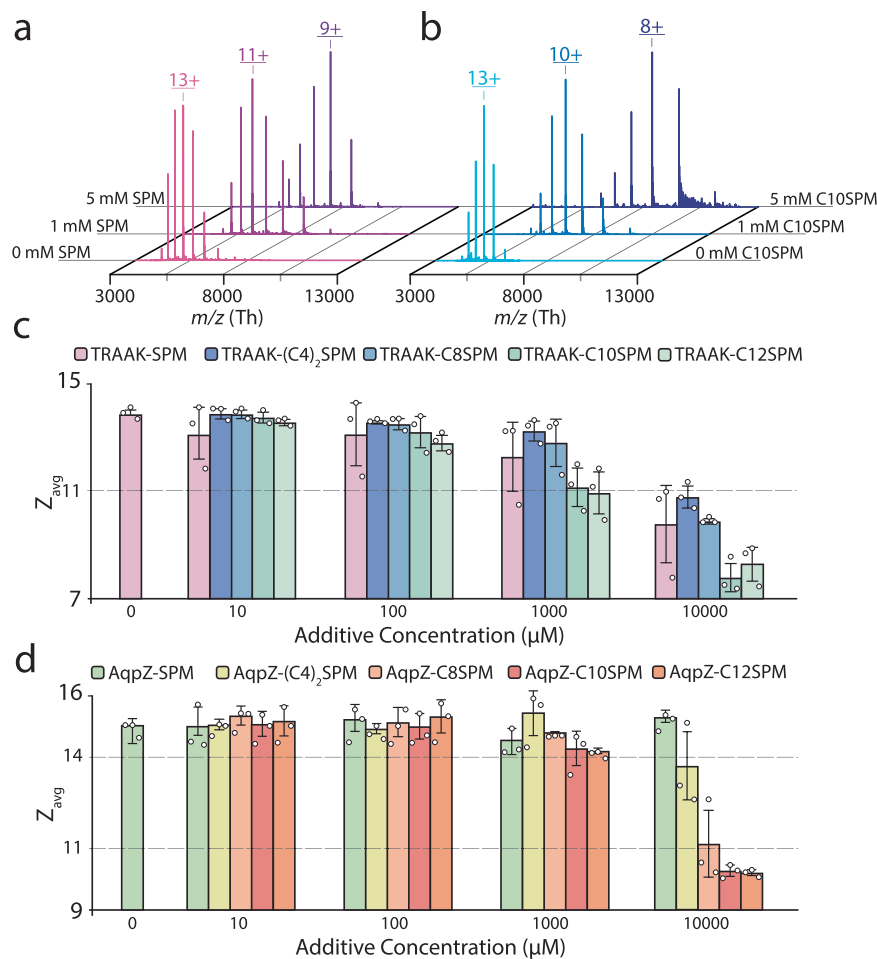 a
b
9+
8+
11+
10+
13+
13+
5 mM SPM
5 mM C10SPM
1 mM SPM
1 mM C10SPM
0 mM SPM
0 mM C10SPM
3000 8000 13000
3000 8000 13000
m/z (Th)
m/z (Th)
c
TRAAK-SPM TRAAK-(C4)₂SPM TRAAK-C8SPM TRAAK-C10SPM TRAAK-C12SPM
15
11
7
Zavg
0 10 100 1000 10000
Additive Concentration (μM)
d
AqpZ-SPM AqpZ-(C4)₂SPM AqpZ-C8SPM AqpZ-C10SPM AqpZ-C12SPM
16
14
11
9
Zavg
0 10 100 1000 10000
Additive Concentration (μM)